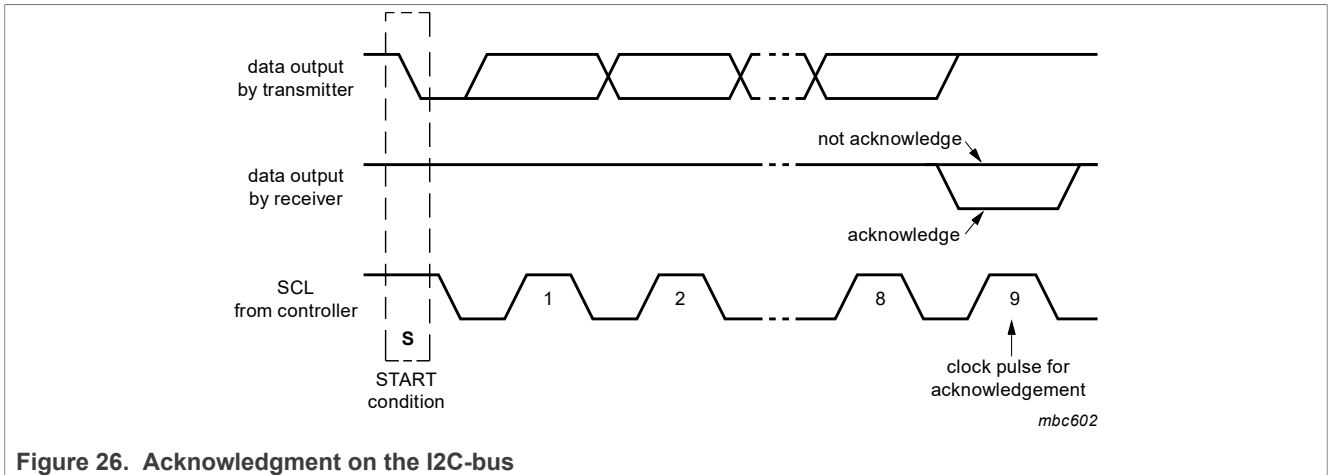 data output
by transmitter
not acknowledge
data output
by receiver
acknowledge
SCL
from controller
1
2
8
9
S
START
condition
clock pulse for
acknowledgement
mbc602
Figure 26. Acknowledgment on the I2C-bus